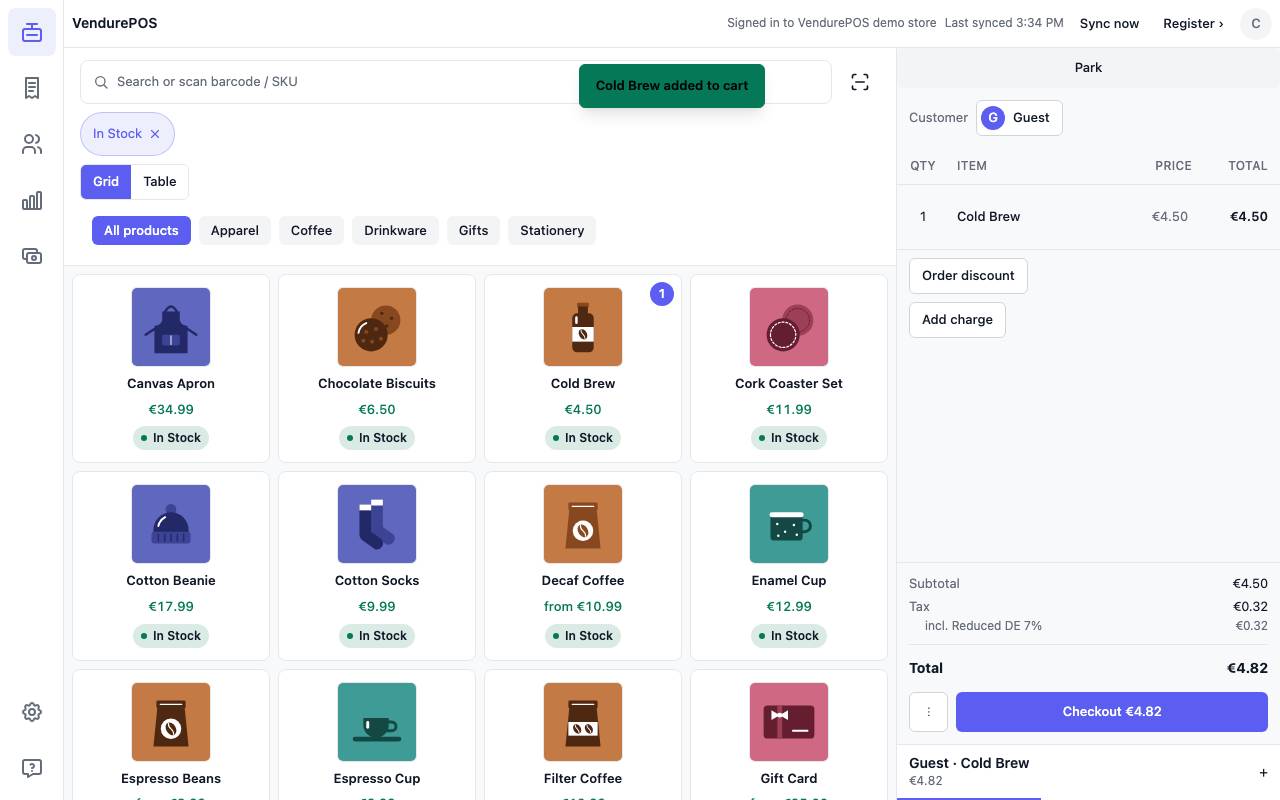 VendurePOS
Signed in to VendurePOS demo store
Last synced 3:34 PM
Sync now
Register ›
C
Search or scan barcode / SKU
Cold Brew added to cart
In Stock ×
Grid
Table
All products
Apparel
Coffee
Drinkware
Gifts
Stationery
1
Canvas Apron
€34.99
In Stock
Chocolate Biscuits
€6.50
In Stock
Cold Brew
€4.50
In Stock
Cork Coaster Set
€11.99
In Stock
Cotton Beanie
€17.99
In Stock
Cotton Socks
€9.99
In Stock
Decaf Coffee
from €10.99
In Stock
Enamel Cup
€12.99
In Stock
Espresso Beans
Espresso Cup
Filter Coffee
Gift Card
Park
Customer
G
Guest
QTY ITEM PRICE TOTAL
1 Cold Brew €4.50 €4.50
Order discount
Add charge
Subtotal €4.50
Tax €0.32
incl. Reduced DE 7% €0.32
Total €4.82
Checkout €4.82
Guest · Cold Brew
€4.82
+